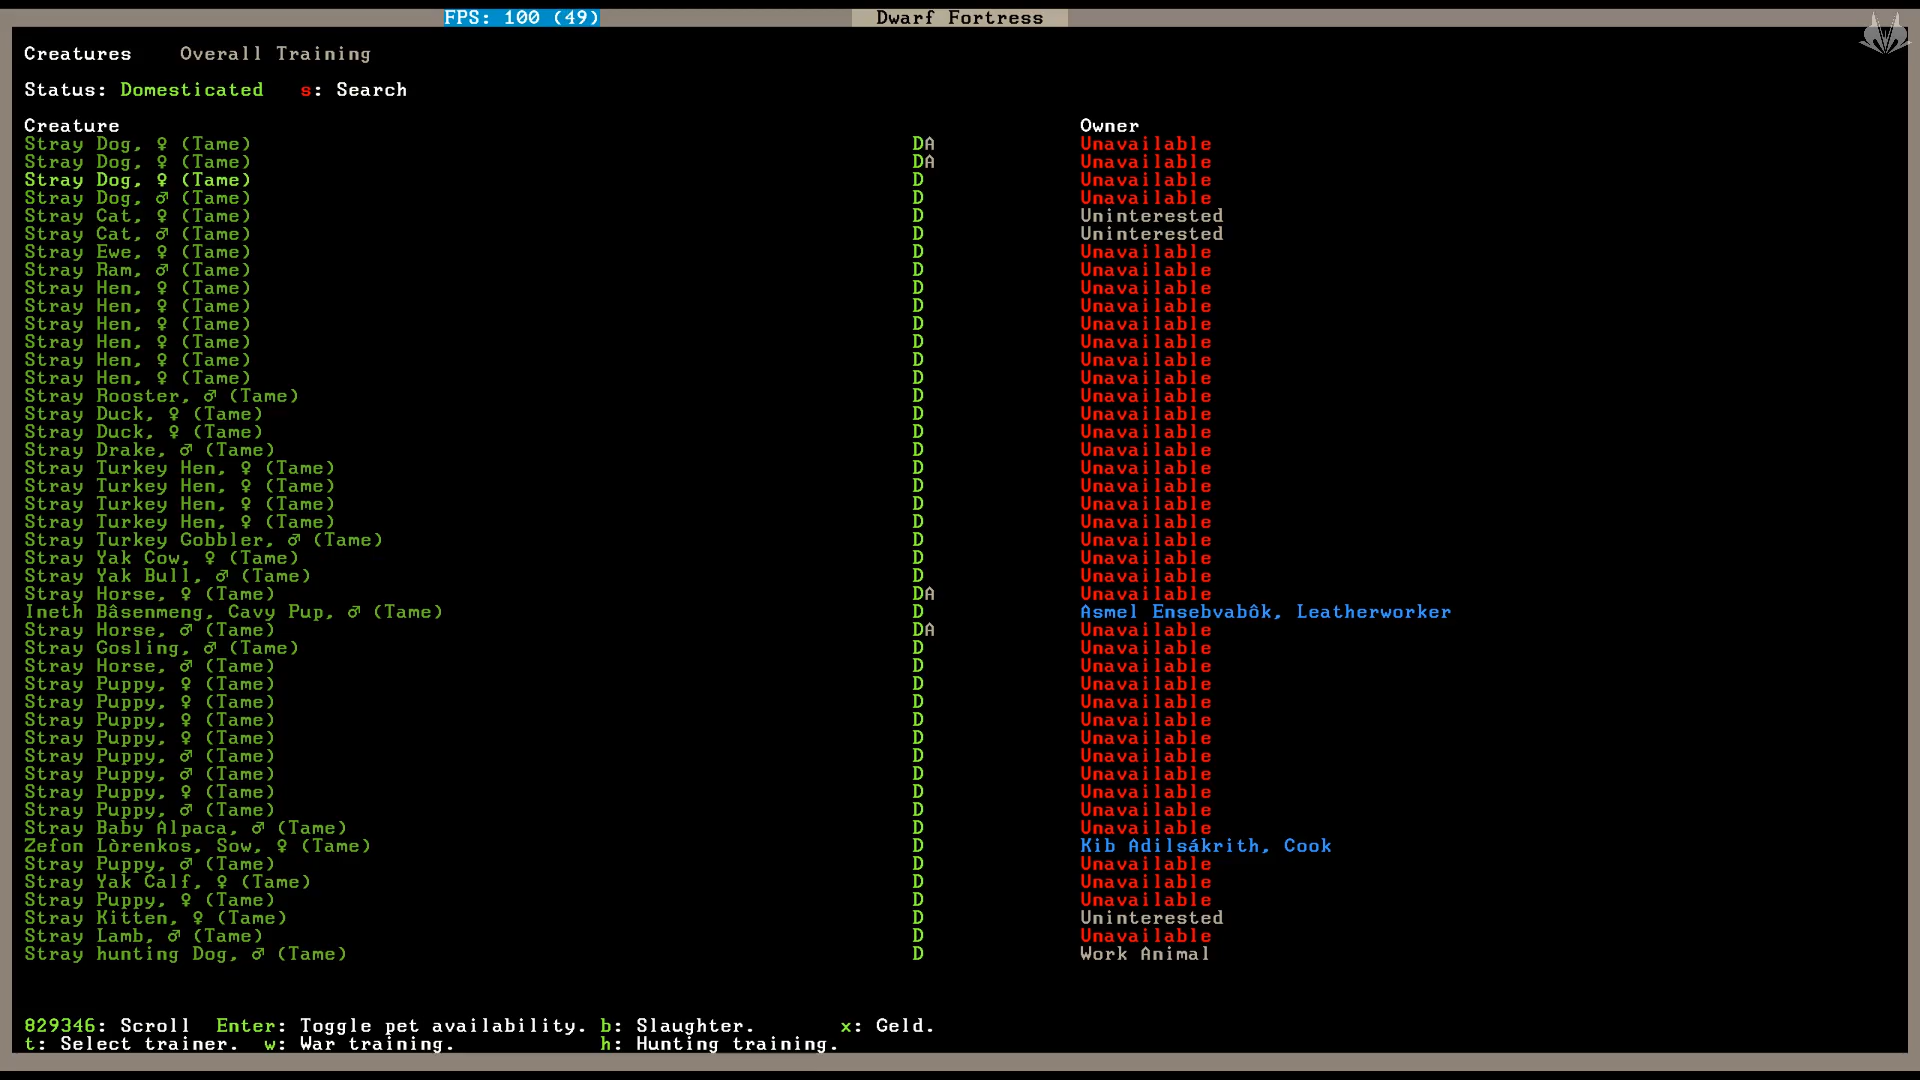 FPS: 100 (49) Dwarf Fortress
Creatures Overall Training
Status: Domesticated s: Search
Creature Owner
Stray Dog, ♀ (Tame) DA Unavailable
Stray Dog, ♀ (Tame) DA Unavailable
Stray Dog, ♀ (Tame) D Unavailable
Stray Dog, ♂ (Tame) D Unavailable
Stray Cat, ♀ (Tame) D Uninterested
Stray Cat, ♂ (Tame) D Uninterested
Stray Ewe, ♀ (Tame) D Unavailable
Stray Ram, ♂ (Tame) D Unavailable
Stray Hen, ♀ (Tame) D Unavailable
Stray Hen, ♀ (Tame) D Unavailable
Stray Hen, ♀ (Tame) D Unavailable
Stray Hen, ♀ (Tame) D Unavailable
Stray Hen, ♀ (Tame) D Unavailable
Stray Hen, ♀ (Tame) D Unavailable
Stray Rooster, ♂ (Tame) D Unavailable
Stray Duck, ♀ (Tame) D Unavailable
Stray Duck, ♀ (Tame) D Unavailable
Stray Drake, ♂ (Tame) D Unavailable
Stray Turkey Hen, ♀ (Tame) D Unavailable
Stray Turkey Hen, ♀ (Tame) D Unavailable
Stray Turkey Hen, ♀ (Tame) D Unavailable
Stray Turkey Hen, ♀ (Tame) D Unavailable
Stray Turkey Gobbler, ♂ (Tame) D Unavailable
Stray Yak Cow, ♀ (Tame) D Unavailable
Stray Yak Bull, ♂ (Tame) D Unavailable
Stray Horse, ♀ (Tame) DA Unavailable
Ineth Bâsenmeng, Cavy Pup, ♂ (Tame) D Asmel Ensebvabôk, Leatherworker
Stray Horse, ♂ (Tame) DA Unavailable
Stray Gosling, ♂ (Tame) D Unavailable
Stray Horse, ♂ (Tame) D Unavailable
Stray Puppy, ♀ (Tame) D Unavailable
Stray Puppy, ♀ (Tame) D Unavailable
Stray Puppy, ♀ (Tame) D Unavailable
Stray Puppy, ♀ (Tame) D Unavailable
Stray Puppy, ♂ (Tame) D Unavailable
Stray Puppy, ♂ (Tame) D Unavailable
Stray Puppy, ♀ (Tame) D Unavailable
Stray Puppy, ♂ (Tame) D Unavailable
Stray Baby Alpaca, ♂ (Tame) D Unavailable
Zefon Lòrenkos, Sow, ♀ (Tame) D Kib Adilsákrith, Cook
Stray Puppy, ♂ (Tame) D Unavailable
Stray Yak Calf, ♀ (Tame) D Unavailable
Stray Puppy, ♀ (Tame) D Unavailable
Stray Kitten, ♀ (Tame) D Uninterested
Stray Lamb, ♂ (Tame) D Unavailable
Stray hunting Dog, ♂ (Tame) D Work Animal
829346: Scroll Enter: Toggle pet availability. b: Slaughter. x: Geld.
t: Select trainer. w: War training. h: Hunting training.